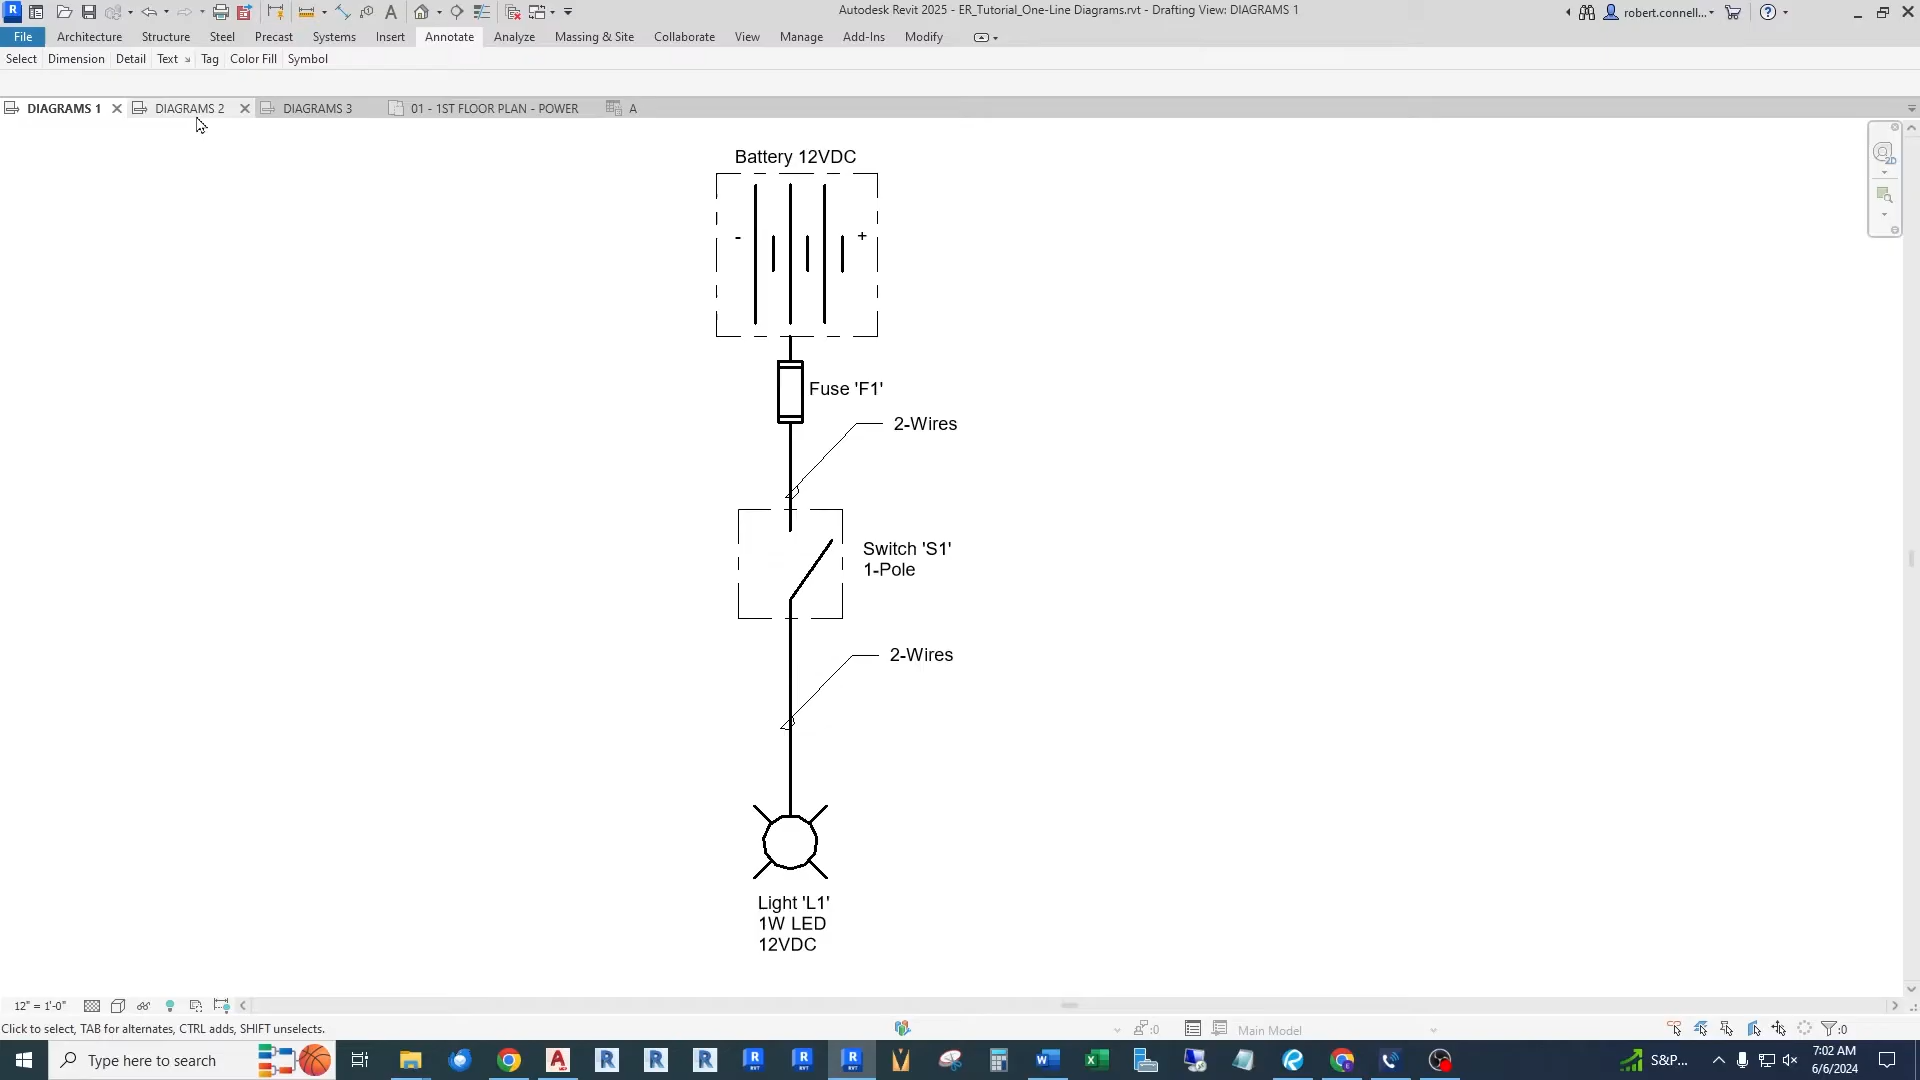 Autodesk Revit 2025 - ER_Tutorial_One-Line Diagrams.rvt - Drafting View: DIAGRAMS 1
robert.connell...
File Architecture Structure Steel Precast Systems Insert Annotate Analyze Massing & Site Collaborate View Manage Add-Ins Modify
Select Dimension Detail Text Tag Color Fill Symbol
DIAGRAMS 1 DIAGRAMS 2 DIAGRAMS 3 01 - 1ST FLOOR PLAN - POWER A
2D
Battery 12VDC
- +
Fuse 'F1'
2-Wires
Switch 'S1'
1-Pole
2-Wires
Light 'L1'
1W LED
12VDC
12" = 1'-0"
Click to select, TAB for alternates, CTRL adds, SHIFT unselects.
:0
Main Model
:0
Type here to search
S&P...
7:02 AM
6/6/2024